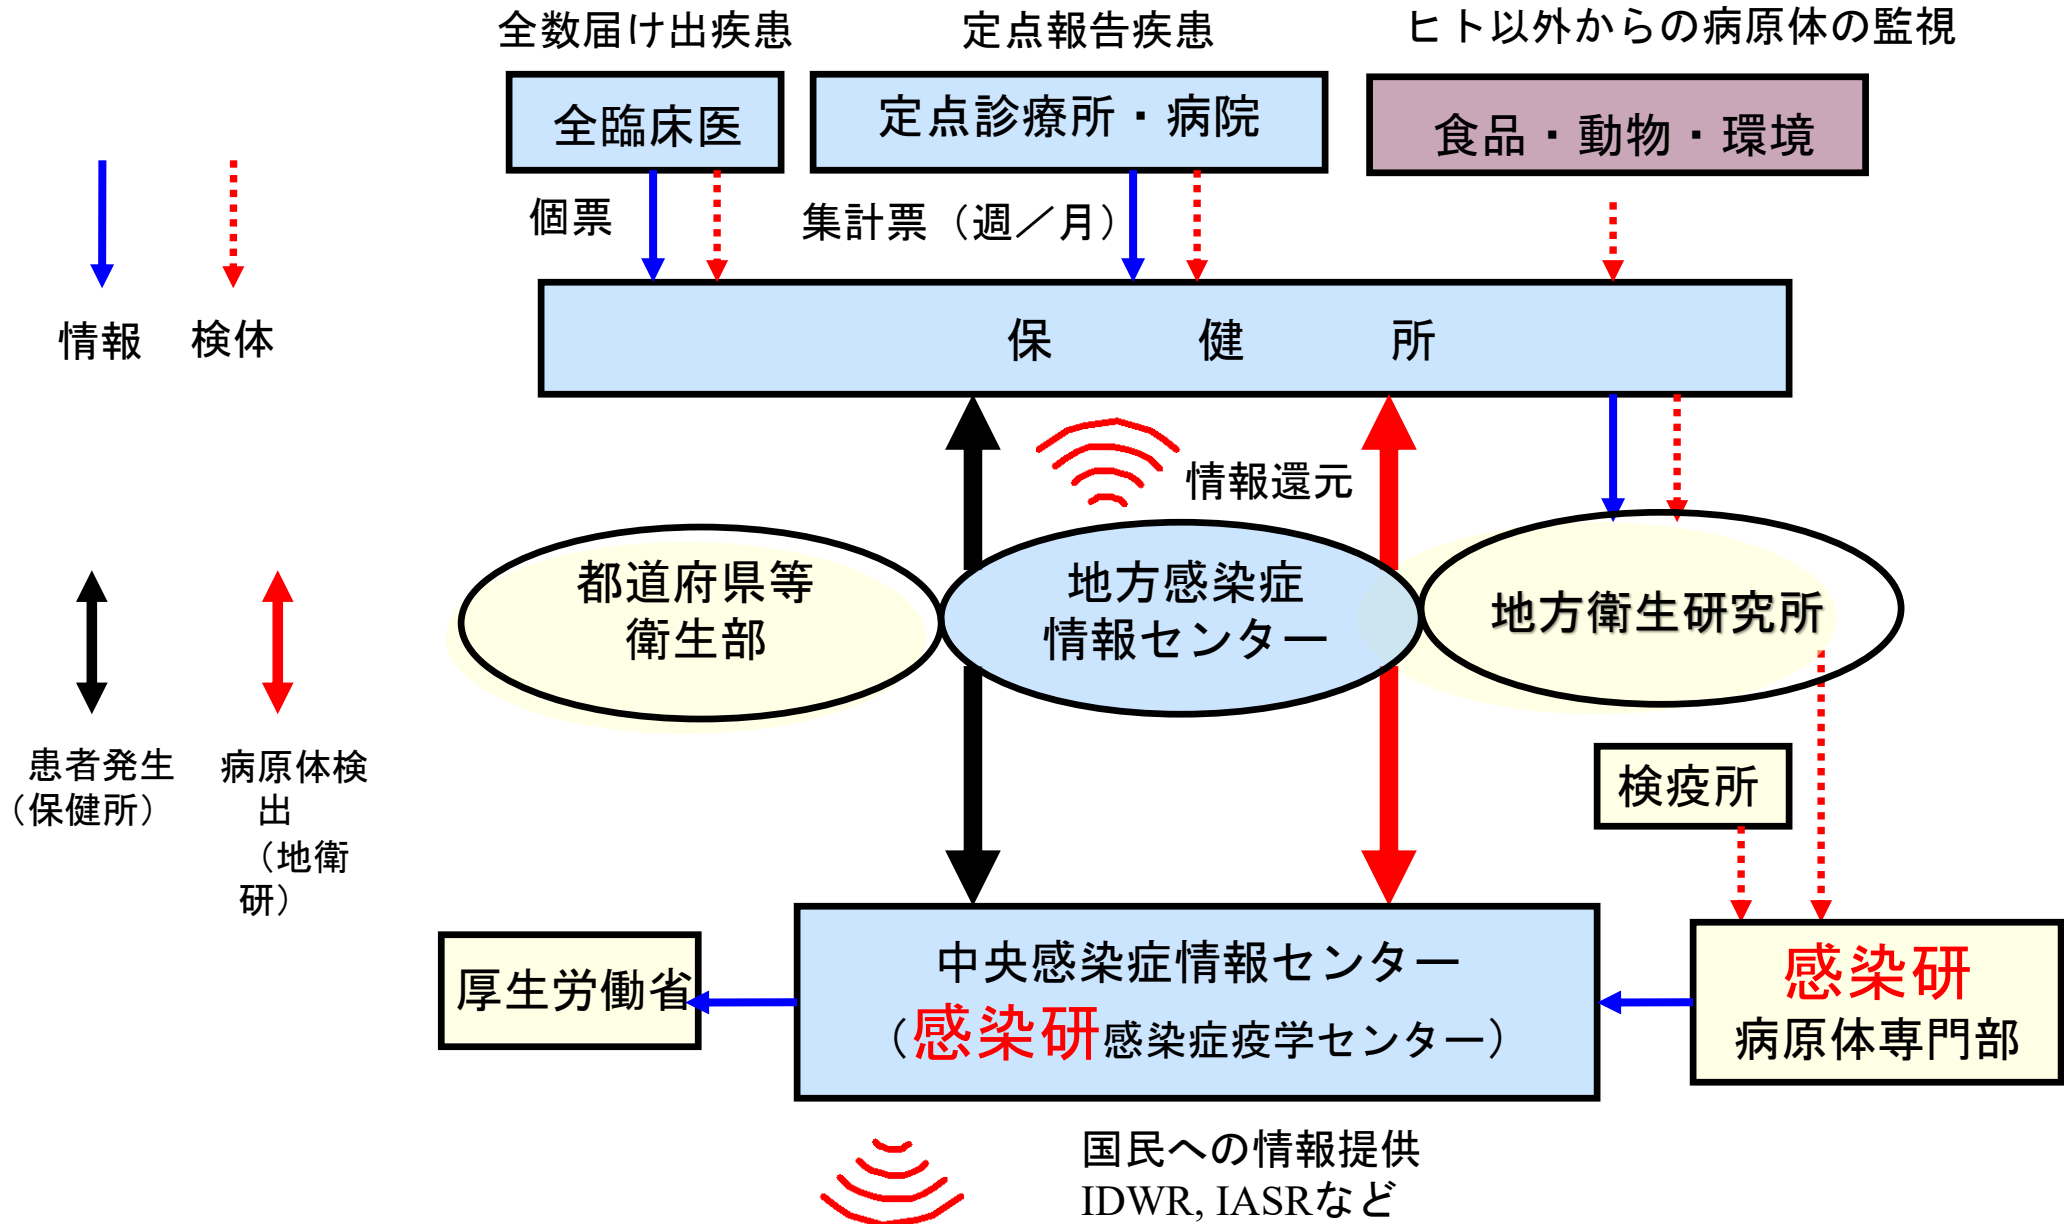 全数届け出疾患
定点報告疾患
ヒト以外からの病原体の監視
全臨床医
定点診療所・病院
食品・動物・環境
個票
集計票（週／月）
情報
検体
保健所
情報還元
都道府県等
衛生部
地方感染症
情報センター
地方衛生研究所
患者発生
（保健所）
病原体検
出
（地衛
研）
検疫所
厚生労働省
中央感染症情報センター
（感染研感染症疫学センター）
感染研
病原体専門部
国民への情報提供
IDWR, IASRなど